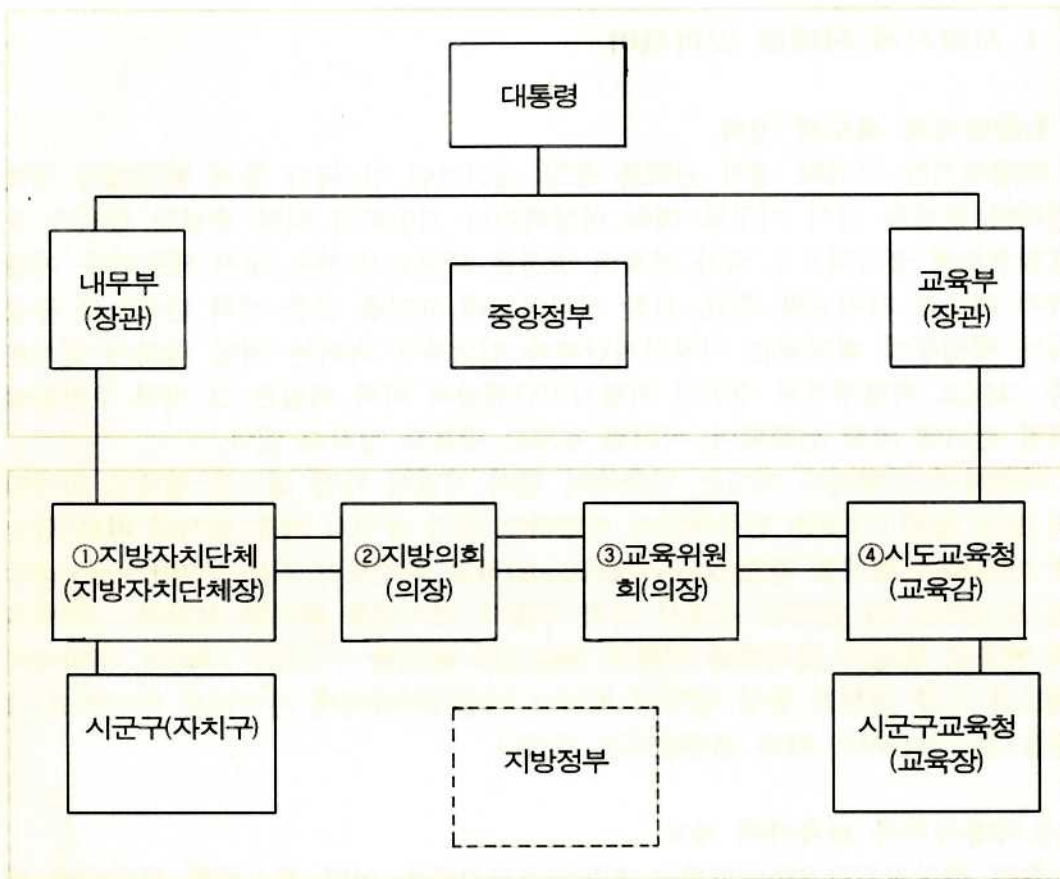 대통령
내무부
(장관)
중앙정부
교육부
(장관)
①지방자치단체
(지방자치단체장)
②지방의회
(의장)
③교육위원
회(의장)
④시도교육청
(교육감)
시군구(자치구)
지방정부
시군구교육청
(교육장)